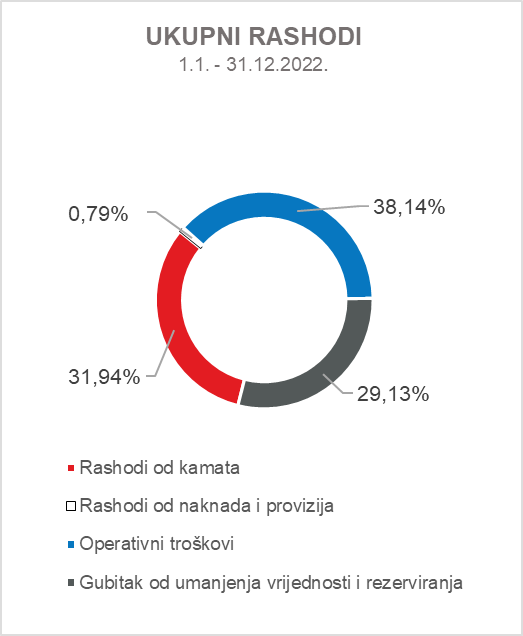 UKUPNI RASHODI
1.1. - 31.12.2022.
0,79%
38,14%
31,94%
29,13%
Rashodi od kamata
Rashodi od naknada i provizija
Operativni troškovi
Gubitak od umanjenja vrijednosti i rezerviranja